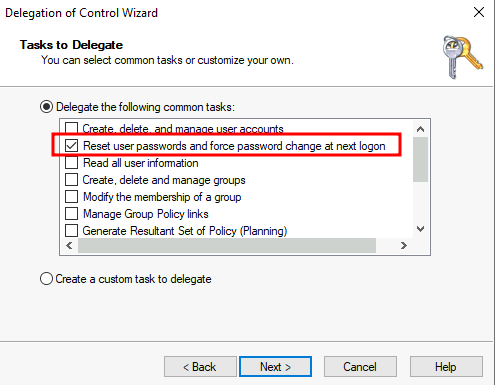 Delegation of Control Wizard
Tasks to Delegate
You can select common tasks or customize your own.
Delegate the following common tasks:
Create, delete, and manage user accounts
Reset user passwords and force password change at next logon
Read all user information
Create, delete and manage groups
Modify the membership of a group
Manage Group Policy links
Generate Resultant Set of Policy (Planning)
Create a custom task to delegate
< Back
Next >
Cancel
Help